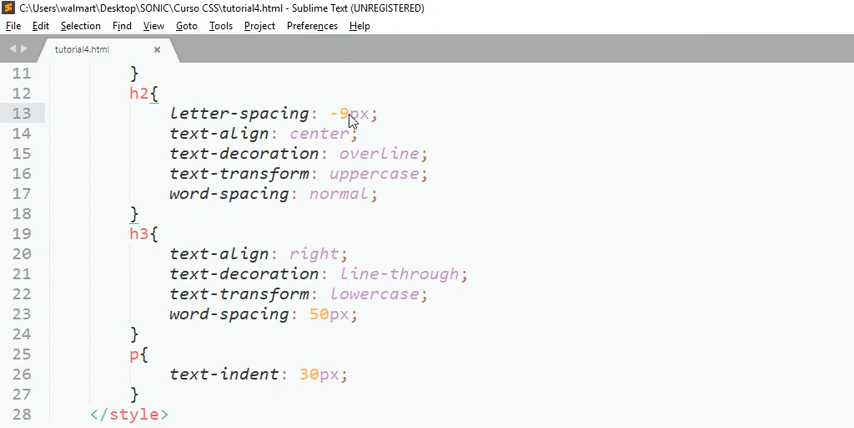 C:\Users\walmart\Desktop\SONIC\Curso CSS\tutorial4.html - Sublime Text (UNREGISTERED)
File Edit Selection Find View Goto Tools Project Preferences Help
tutorial4.html ×
11 }
12 h2{
13 letter-spacing: -9px;
14 text-align: center;
15 text-decoration: overline;
16 text-transform: uppercase;
17 word-spacing: normal;
18 }
19 h3{
20 text-align: right;
21 text-decoration: line-through;
22 text-transform: lowercase;
23 word-spacing: 50px;
24 }
25 p{
26 text-indent: 30px;
27 }
28 </style>